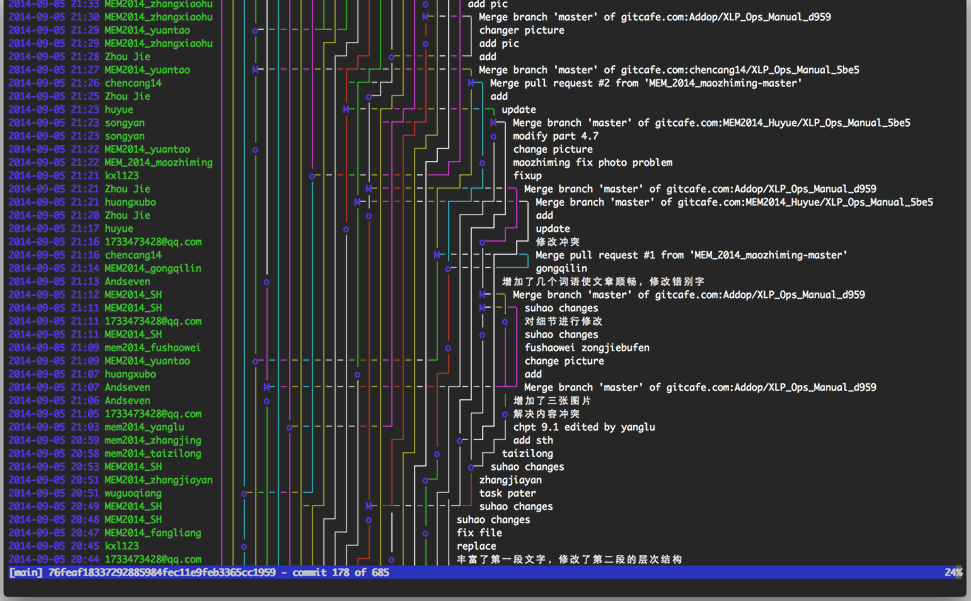 2014-09-05 21:33 MEM2014_zhangxiaohu add pic
2014-09-05 21:30 MEM2014_zhangxiaohu Merge branch 'master' of gitcafe.com:Addop/XLP_Ops_Manual_d959
2014-09-05 21:29 MEM2014_yuantao changer picture
2014-09-05 21:29 MEM2014_zhangxiaohu add pic
2014-09-05 21:28 Zhou Jie add
2014-09-05 21:27 MEM2014_yuantao Merge branch 'master' of gitcafe.com:chencang14/XLP_Ops_Manual_5be5
2014-09-05 21:26 chencang14 Merge pull request #2 from 'MEM_2014_maozhiming-master'
2014-09-05 21:25 Zhou Jie add
2014-09-05 21:23 huyue update
2014-09-05 21:23 songyan Merge branch 'master' of gitcafe.com:MEM2014_Huyue/XLP_Ops_Manual_5be5
2014-09-05 21:23 songyan modify part 4.7
2014-09-05 21:22 MEM2014_yuantao change picture
2014-09-05 21:22 MEM_2014_maozhiming maozhiming fix photo problem
2014-09-05 21:21 kxl123 fixup
2014-09-05 21:21 Zhou Jie Merge branch 'master' of gitcafe.com:Addop/XLP_Ops_Manual_d959
2014-09-05 21:21 huangxubo Merge branch 'master' of gitcafe.com:MEM2014_Huyue/XLP_Ops_Manual_5be5
2014-09-05 21:20 Zhou Jie add
2014-09-05 21:17 huyue update
2014-09-05 21:16 1733473428@qq.com 修改冲突
2014-09-05 21:16 chencang14 Merge pull request #1 from 'MEM_2014_maozhiming-master'
2014-09-05 21:14 MEM2014_gongqilin gongqilin
2014-09-05 21:13 Andseven 增加了几个词语使文章顺畅，修改错别字
2014-09-05 21:12 MEM2014_SH Merge branch 'master' of gitcafe.com:Addop/XLP_Ops_Manual_d959
2014-09-05 21:11 MEM2014_SH suhao changes
2014-09-05 21:11 1733473428@qq.com 对细节进行修改
2014-09-05 21:11 MEM2014_SH suhao changes
2014-09-05 21:09 mem2014_fushaowei fushaowei zongjiebufen
2014-09-05 21:09 MEM2014_yuantao change picture
2014-09-05 21:07 huangxubo add
2014-09-05 21:07 Andseven Merge branch 'master' of gitcafe.com:Addop/XLP_Ops_Manual_d959
2014-09-05 21:06 Andseven 增加了三张图片
2014-09-05 21:05 1733473428@qq.com 解决内容冲突
2014-09-05 21:03 mem2014_yanglu chpt 9.1 edited by yanglu
2014-09-05 20:59 mem2014_zhangjing add sth
2014-09-05 20:58 mem2014_taizilong taizilong
2014-09-05 20:53 MEM2014_SH suhao changes
2014-09-05 20:51 MEM2014_zhangjiayan zhangjiayan
2014-09-05 20:51 wuguoqiang task pater
2014-09-05 20:49 MEM2014_SH suhao changes
2014-09-05 20:48 MEM2014_SH suhao changes
2014-09-05 20:47 MEM2014_fangliang fix file
2014-09-05 20:45 kxl123 replace
2014-09-05 20:44 1733473428@qq.com 丰富了第一段文字，修改了第二段的层次结构
[main] 76feaf18337292885984fec11e9feb3365cc1959 - commit 178 of 685 24%